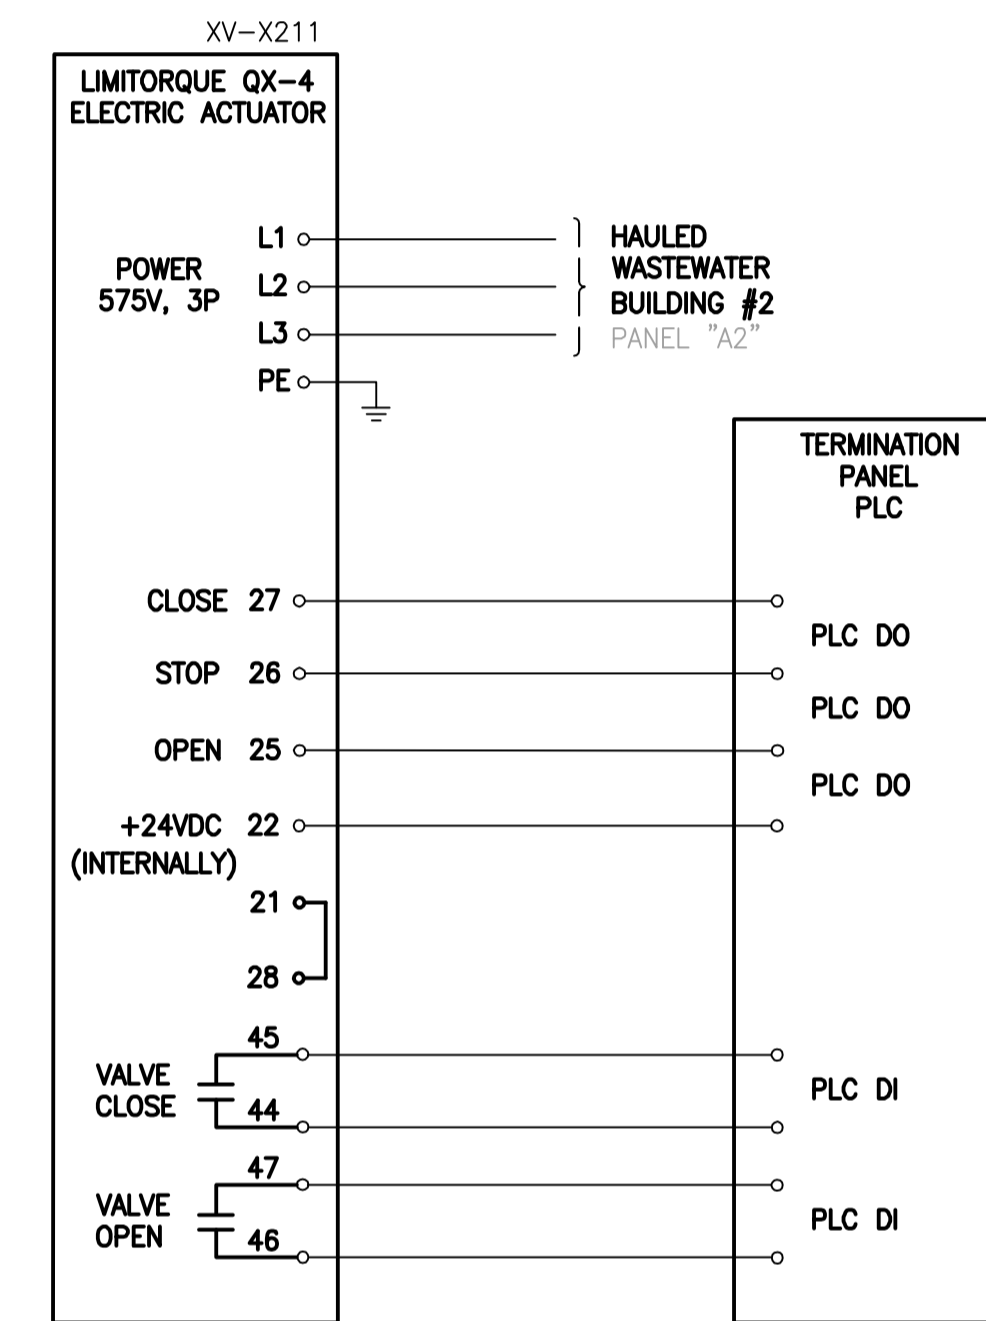 XV-X211
LIMITORQUE QX-4
ELECTRIC ACTUATOR
POWER
575V, 3P
L1
L2
L3
PE
HAULED
WASTEWATER
BUILDING #2
PANEL "A2"
TERMINATION
PANEL
PLC
CLOSE 27
PLC DO
STOP 26
PLC DO
OPEN 25
PLC DO
+24VDC 22
(INTERNALLY)
21
28
45
VALVE
CLOSE
44
PLC DI
47
VALVE
OPEN
46
PLC DI